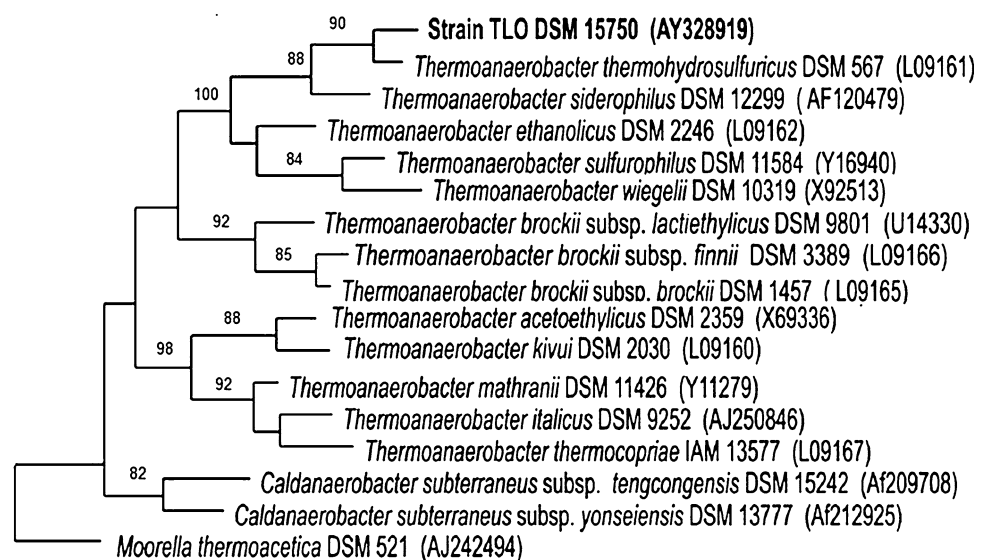 90
Strain TLO DSM 15750 (AY328919)
88
Thermoanaerobacter thermohydrosulfuricus DSM 567 (L09161)
100
Thermoanaerobacter siderophilus DSM 12299 ( AF120479)
Thermoanaerobacter ethanolicus DSM 2246 (L09162)
84
Thermoanaerobacter sulfurophilus DSM 11584 (Y16940)
Thermoanaerobacter wiegelii DSM 10319 (X92513)
92
Thermoanaerobacter brockii subsp. lactiethylicus DSM 9801 (U14330)
85
Thermoanaerobacter brockii subsp. finnii DSM 3389 (L09166)
Thermoanaerobacter brockii subsp. brockii DSM 1457 ( L09165)
88
Thermoanaerobacter acetoethylicus DSM 2359 (X69336)
98
Thermoanaerobacter kivui DSM 2030 (L09160)
92
Thermoanaerobacter mathranii DSM 11426 (Y11279)
Thermoanaerobacter italicus DSM 9252 (AJ250846)
Thermoanaerobacter thermocopriae IAM 13577 (L09167)
82
Caldanaerobacter subterraneus subsp. tengcongensis DSM 15242 (Af209708)
Caldanaerobacter subterraneus subsp. yonseiensis DSM 13777 (Af212925)
Moorella thermoacetica DSM 521 (AJ242494)